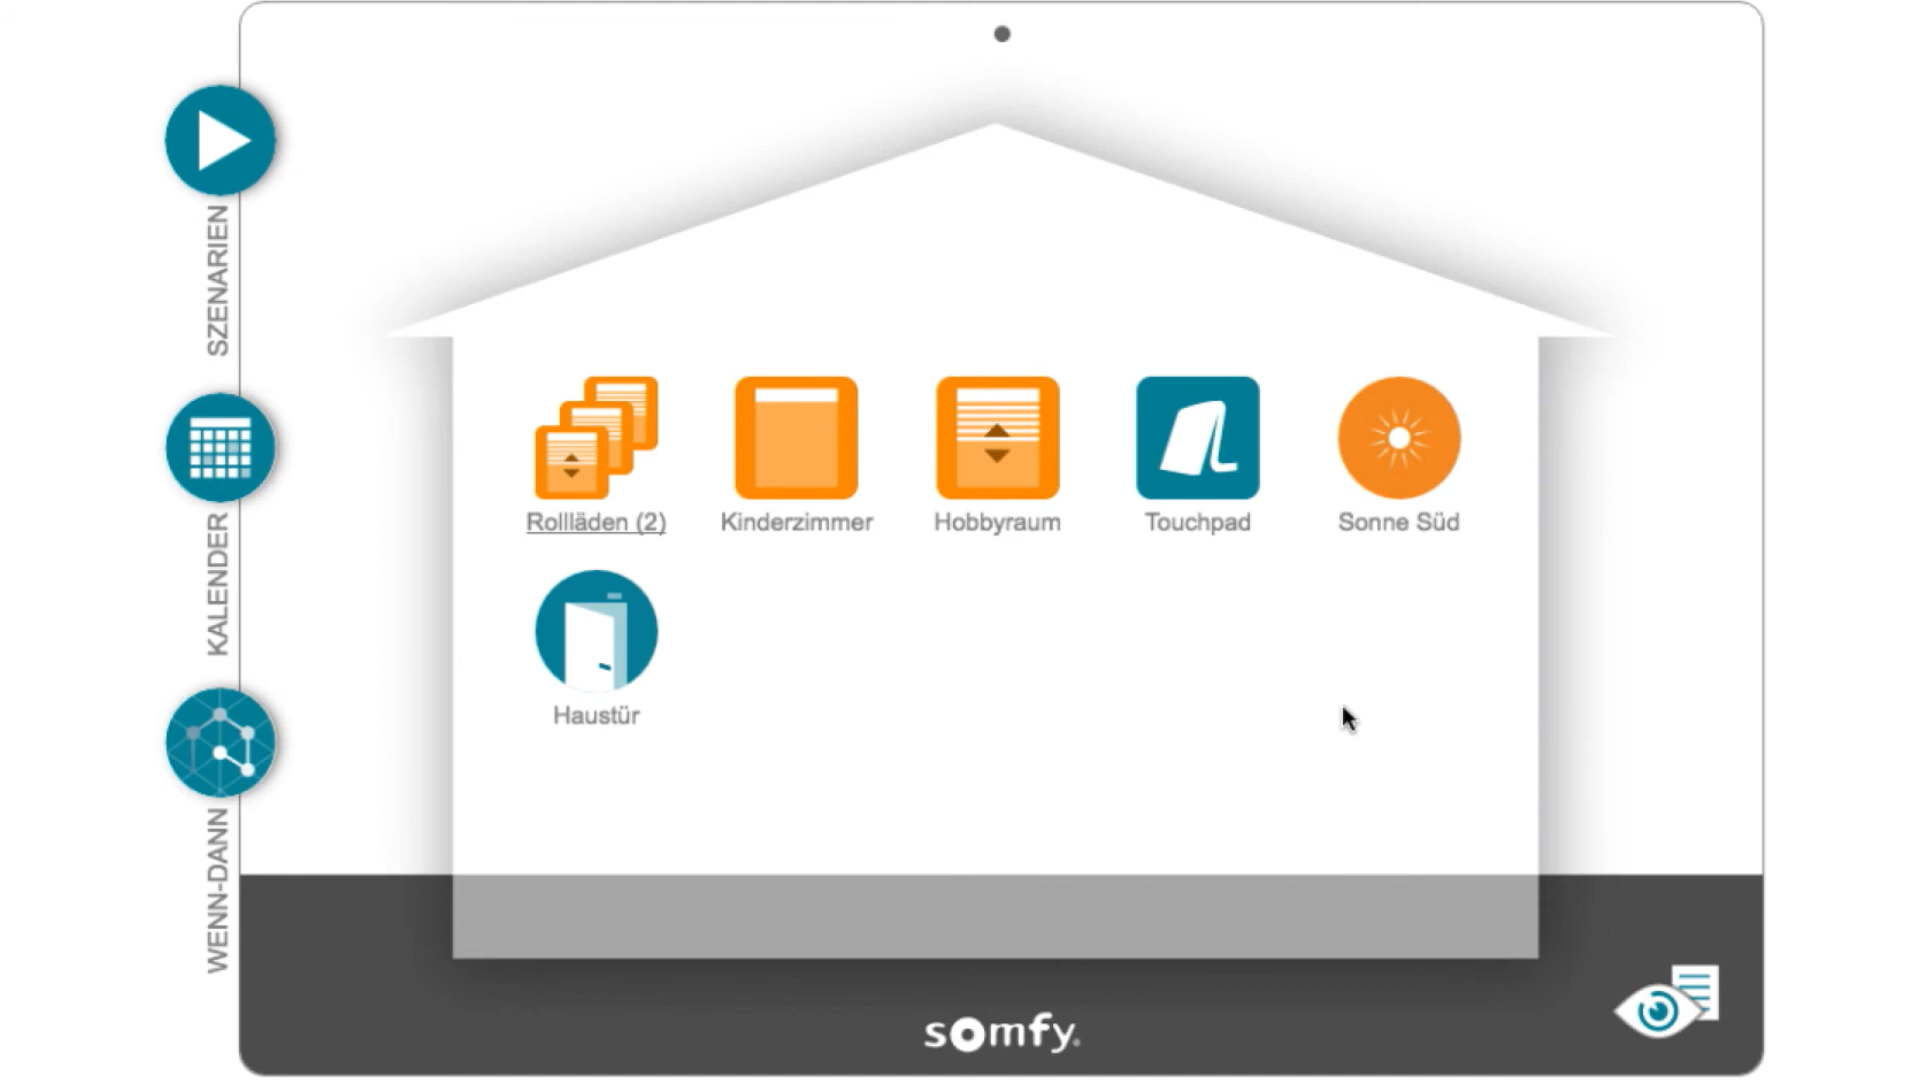 SZENARIEN
KALENDER
WENN-DANN
Rollläden (2)
Kinderzimmer
Hobbyraum
Touchpad
Sonne Süd
Haustür
somfy.